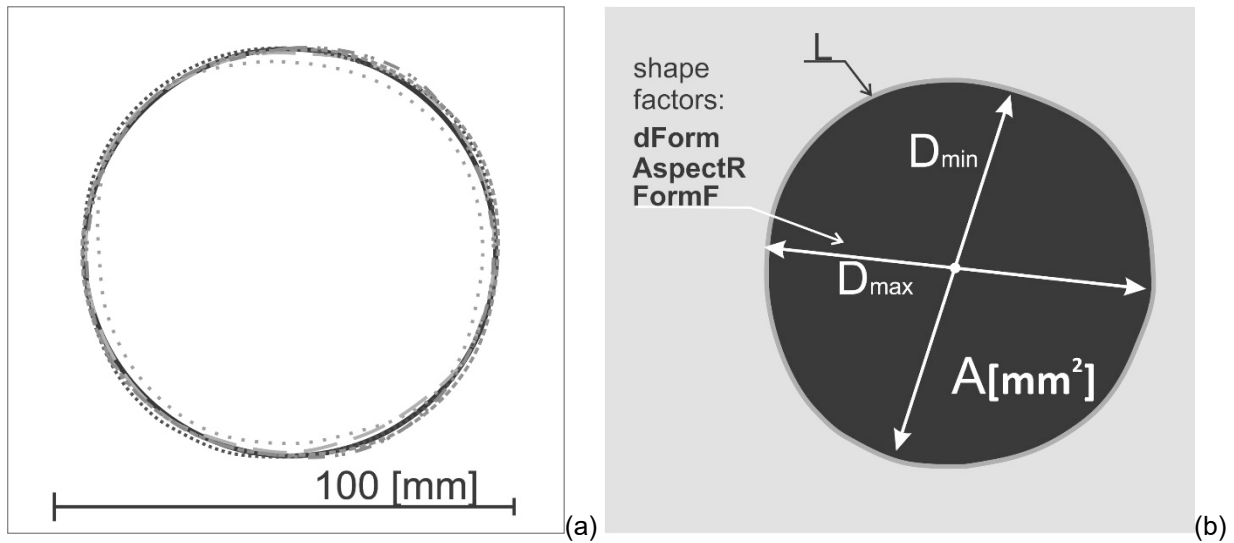 100 [mm]
(a)
L
shape
factors:
dForm
AspectR
FormF
Dmin
Dmax
A[mm²]
(b)